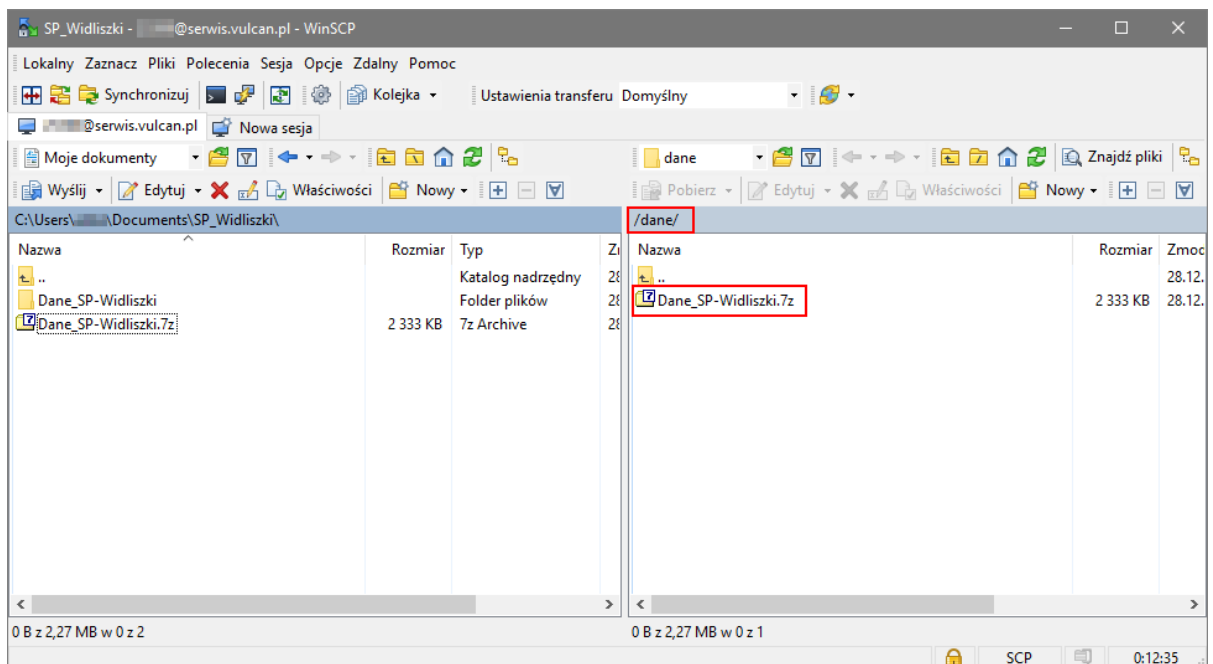 SP_Widliszki - @serwis.vulcan.pl - WinSCP
Lokalny Zaznacz Pliki Polecenia Sesja Opcje Zdalny Pomoc
Synchronizuj Kolejka Ustawienia transferu Domyślny
@serwis.vulcan.pl Nowa sesja
Moje dokumenty dane Znajdź pliki
Wyślij Edytuj Właściwości Nowy Pobierz Edytuj Właściwości Nowy
C:\Users\ \Documents\SP_Widliszki\ /dane/
Nazwa Rozmiar Typ Nazwa Rozmiar
.. Katalog nadrzędny 28 .. 28.12.
Dane_SP-Widliszki Folder plików 28 Dane_SP-Widliszki.7z 2 333 KB 28.12.
Dane_SP-Widliszki.7z 2 333 KB 7z Archive 28
0 B z 2,27 MB w 0 z 2 0 B z 2,27 MB w 0 z 1
SCP 0:12:35